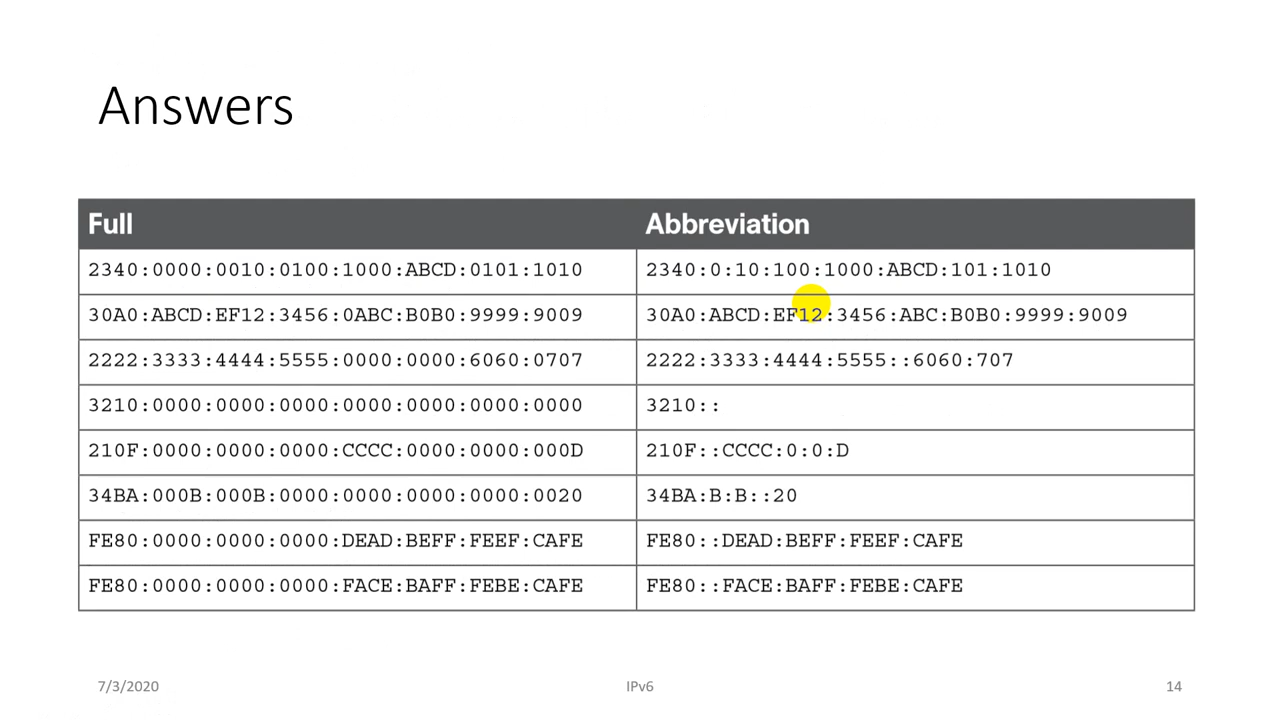 Answers
Full Abbreviation
2340:0000:0010:0100:1000:ABCD:0101:1010 2340:0:10:100:1000:ABCD:101:1010
30A0:ABCD:EF12:3456:0ABC:B0B0:9999:9009 30A0:ABCD:EF12:3456:ABC:B0B0:9999:9009
2222:3333:4444:5555:0000:0000:6060:0707 2222:3333:4444:5555::6060:707
3210:0000:0000:0000:0000:0000:0000:0000 3210::
210F:0000:0000:0000:CCCC:0000:0000:000D 210F::CCCC:0:0:D
34BA:000B:000B:0000:0000:0000:0000:0020 34BA:B:B::20
FE80:0000:0000:0000:DEAD:BEFF:FEEF:CAFE FE80::DEAD:BEFF:FEEF:CAFE
FE80:0000:0000:0000:FACE:BAFF:FEBE:CAFE FE80::FACE:BAFF:FEBE:CAFE
7/3/2020 IPv6 14